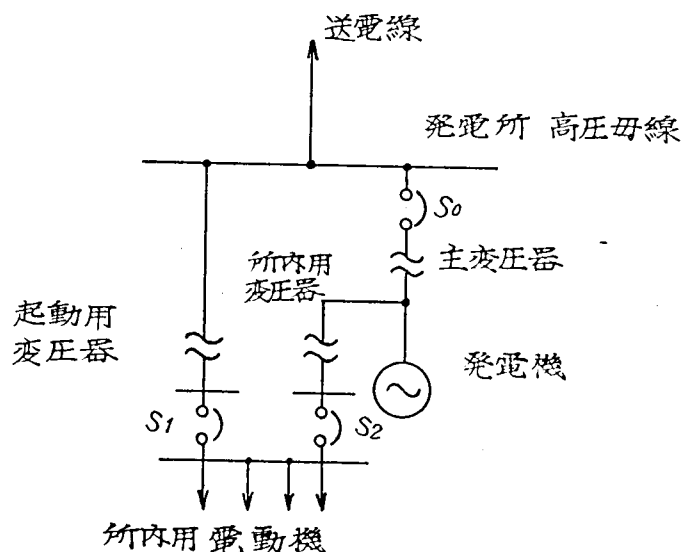 送電線
発電所 高圧母線
S0
所内用
変圧器
主変圧器
起動用
変圧器
発電機
S1
S2
所内用電動機